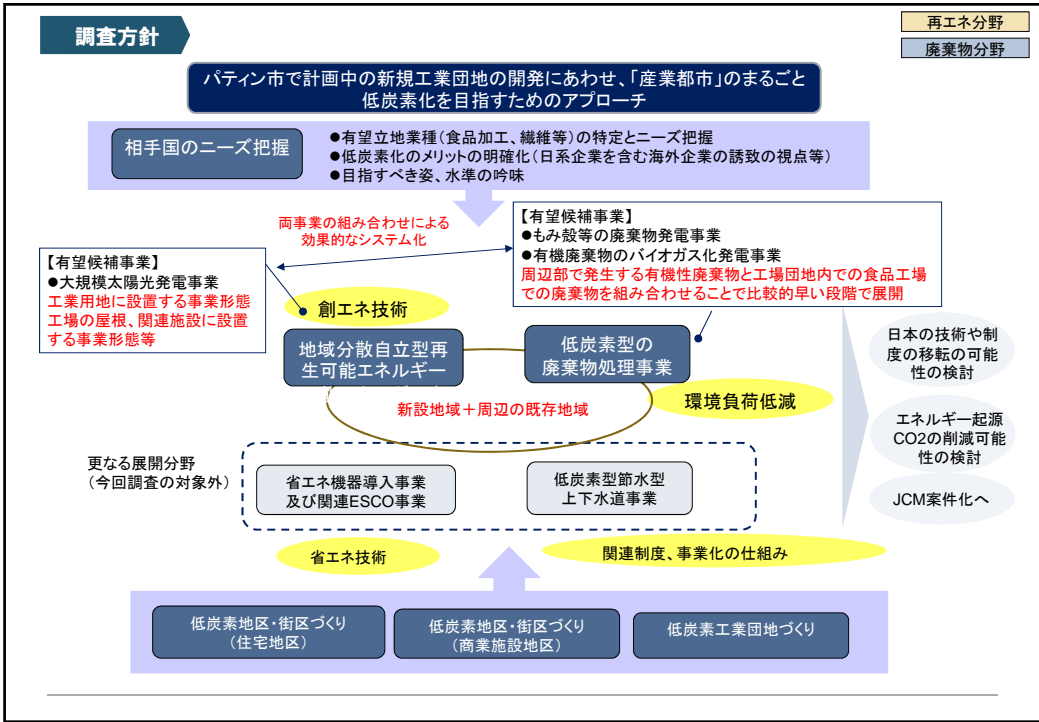 調査方針
再エネ分野
廃棄物分野
パティン市で計画中の新規工業団地の開発にあわせ、「産業都市」のまるごと
低炭素化を目指すためのアプローチ
相手国のニーズ把握
●有望立地業種(食品加工、繊維等)の特定とニーズ把握
●低炭素化のメリットの明確化(日系企業を含む海外企業の誘致の視点等)
●目指すべき姿、水準の吟味
両事業の組み合わせによる
効果的なシステム化
【有望候補事業】
●もみ殻等の廃棄物発電事業
●有機廃棄物のバイオガス化発電事業
周辺部で発生する有機性廃棄物と工場団地内での食品工場
での廃棄物を組み合わせることで比較的早い段階で展開
【有望候補事業】
●大規模太陽光発電事業
工業用地に設置する事業形態
工場の屋根、関連施設に設置
する事業形態等
創エネ技術
地域分散自立型再
生可能エネルギー
低炭素型の
廃棄物処理事業
環境負荷低減
新設地域+周辺の既存地域
日本の技術や制
度の移転の可能
性の検討
エネルギー起源
CO2の削減可能
性の検討
JCM案件化へ
更なる展開分野
(今回調査の対象外)
省エネ機器導入事業
及び関連ESCO事業
低炭素型節水型
上下水道事業
省エネ技術
関連制度、事業化の仕組み
低炭素地区・街区づくり
(住宅地区)
低炭素地区・街区づくり
(商業施設地区)
低炭素工業団地づくり